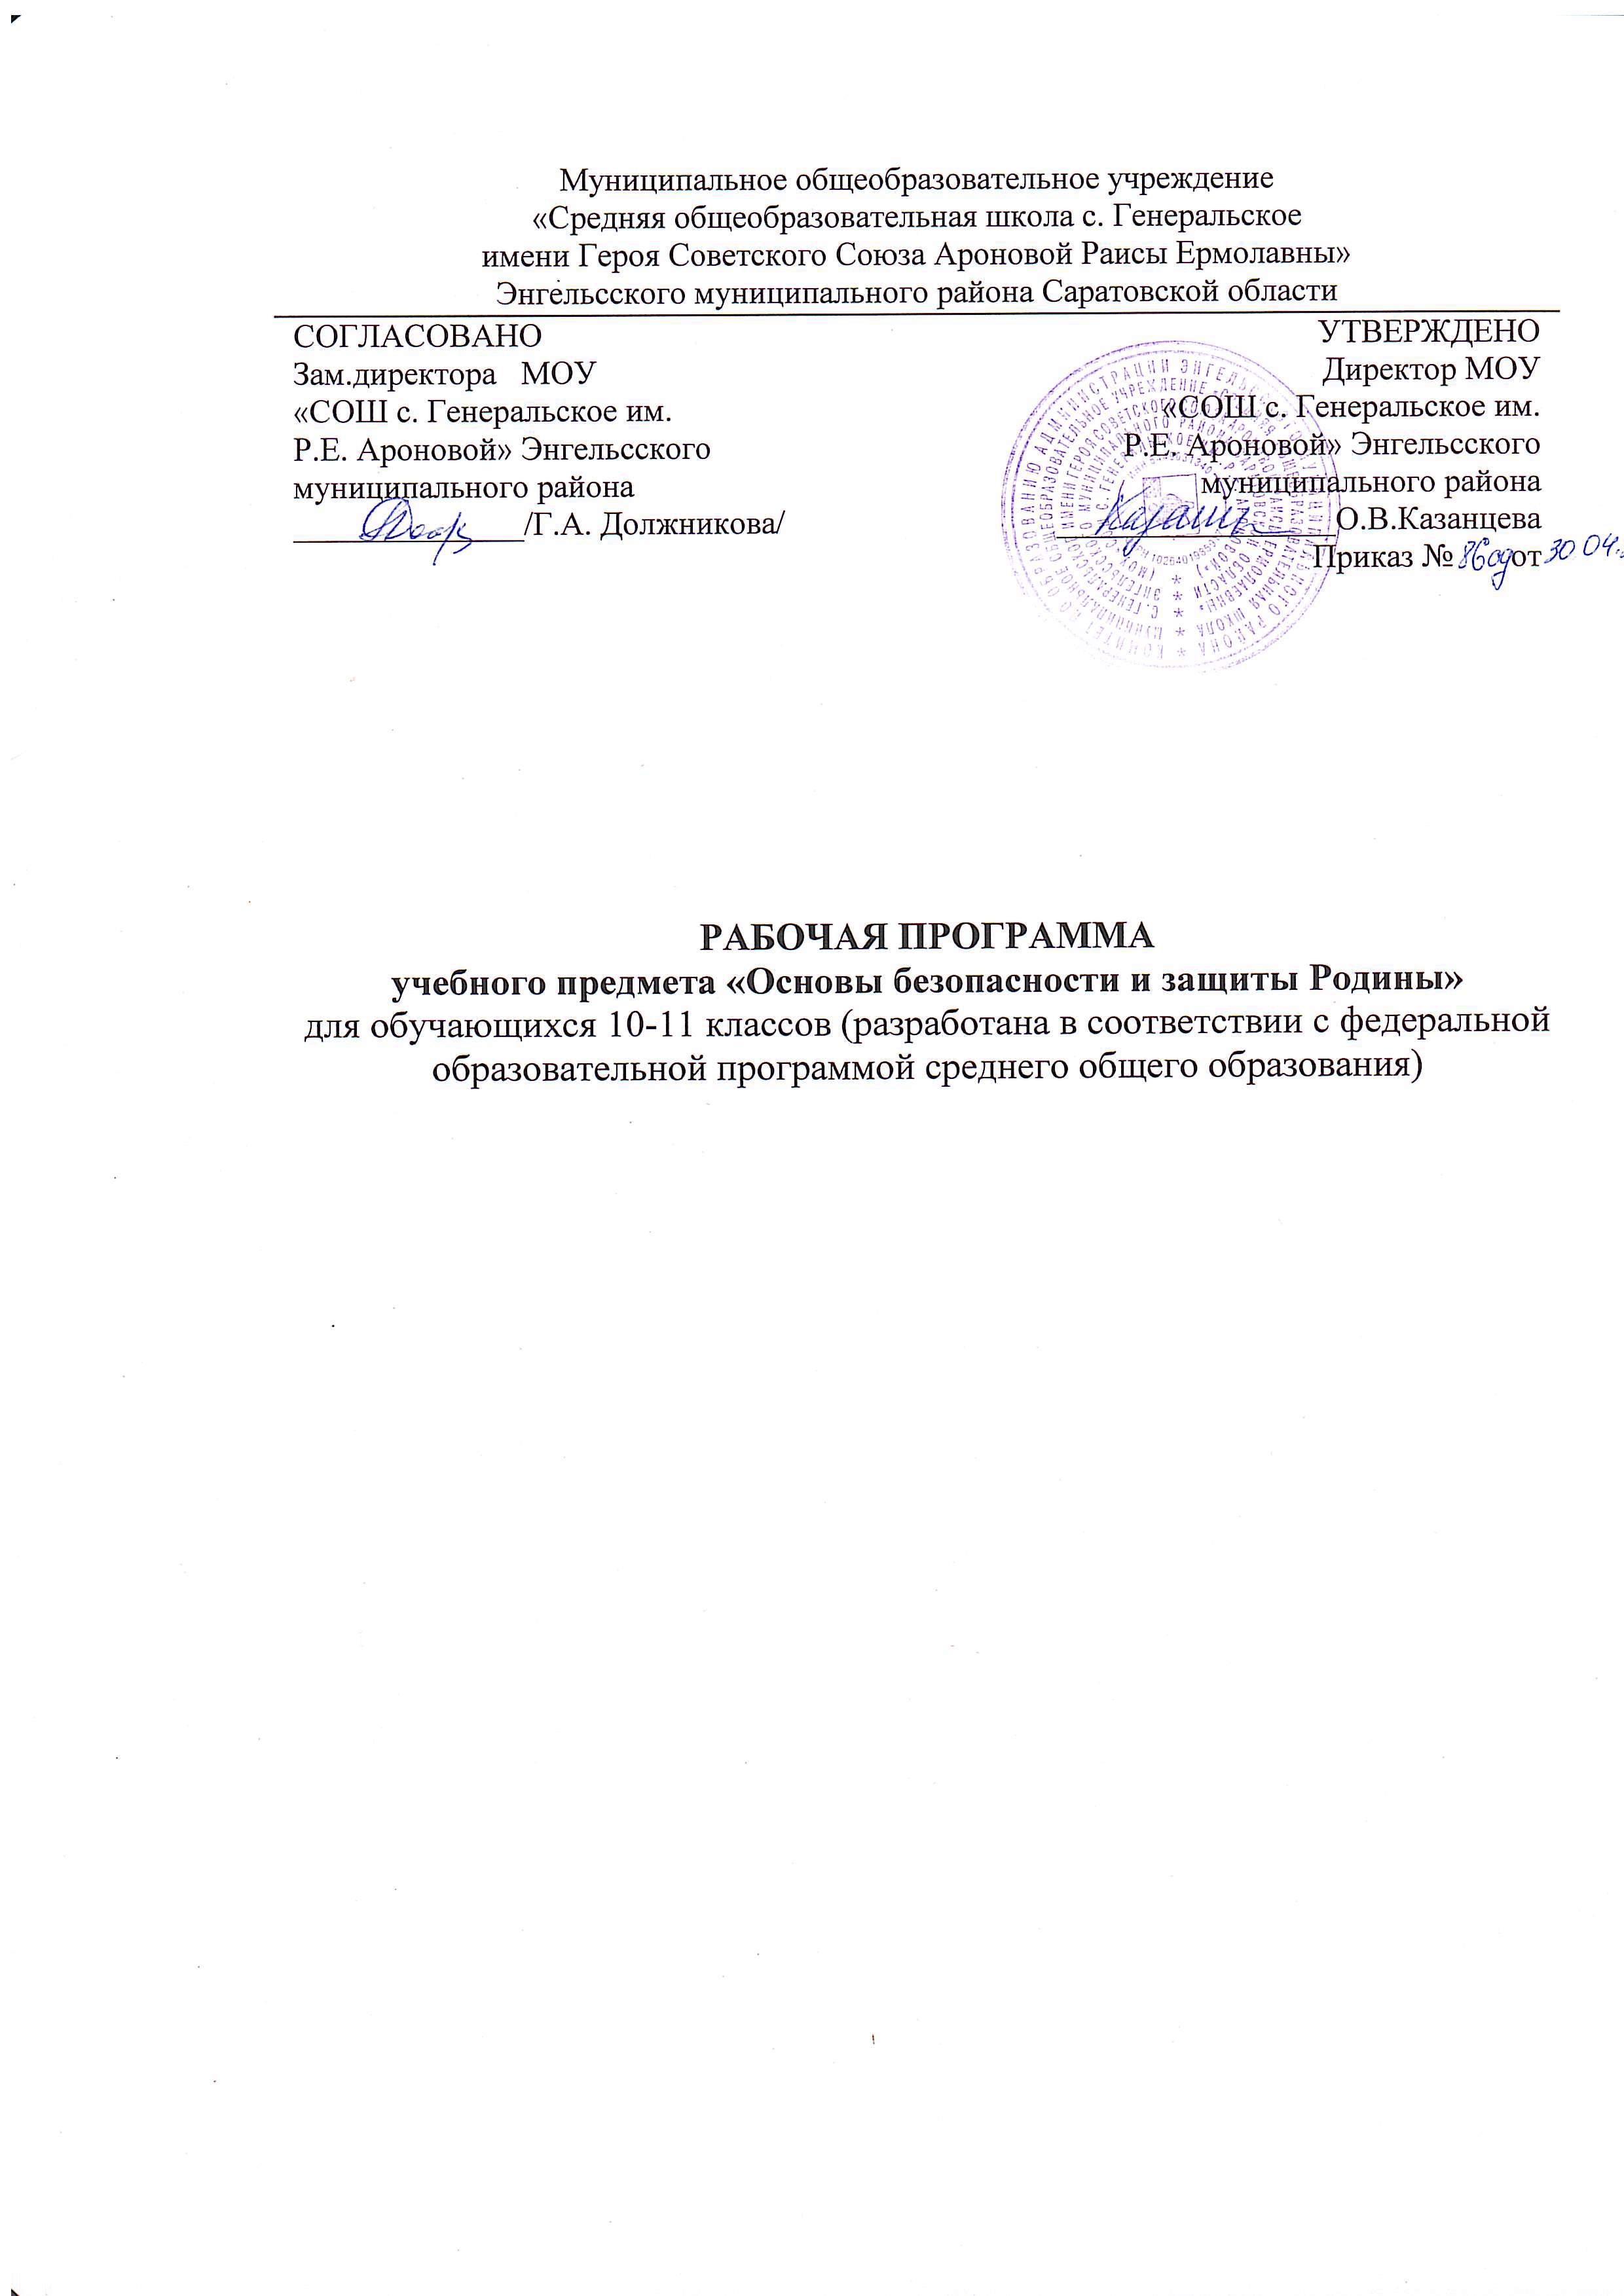 Муниципальное общеобразовательное учреждение
«Средняя общеобразовательная школа с. Генеральское
имени Героя Советского Союза Ароновой Раисы Ермолавны»
Энгельсского муниципального района Саратовской области
СОГЛАСОВАНО
Зам.директора МОУ
«СОШ с. Генеральское им.
Р.Е. Ароновой» Энгельсского
муниципального района
/Г.А. Должникова/
УТВЕРЖДЕНО
Директор МОУ
«СОШ с. Генеральское им.
Р.Е. Ароновой» Энгельсского
муниципального района
О.В.Казанцева
Приказ № 86од от 30 04.
РАБОЧАЯ ПРОГРАММА
учебного предмета «Основы безопасности и защиты Родины»
для обучающихся 10-11 классов (разработана в соответствии с федеральной
образовательной программой среднего общего образования)